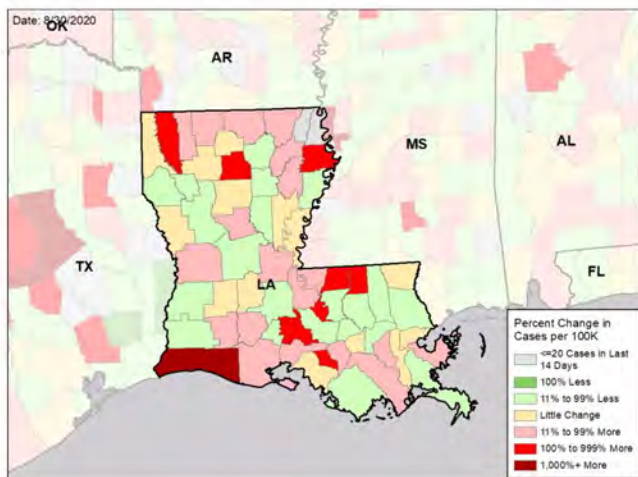 Date: 8/30/2020
OK
AR
MS
AL
TX
LA
FL
Percent Change in
Cases per 100K
<=20 Cases in Last
14 Days
100% Less
11% to 99% Less
Little Change
11% to 99% More
100% to 999% More
1,000%+ More